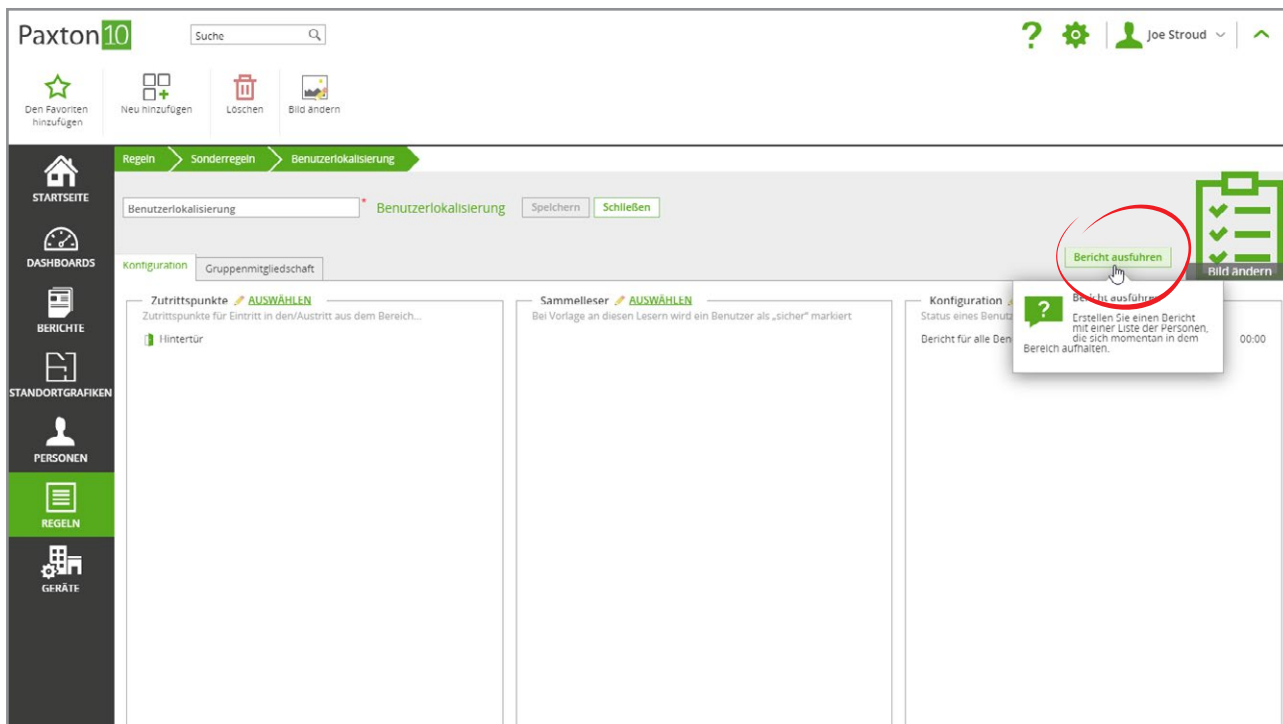 Paxton10
Suche
Joe Stroud
Den Favoriten
hinzufügen
Neu hinzufügen
Löschen
Bild ändern
Regeln
Sonderregeln
Benutzerlokalisierung
STARTSEITE
DASHBOARDS
BERICHTE
STANDORTGRAFIKEN
PERSONEN
REGELN
GERÄTE
Benutzerlokalisierung
* Benutzerlokalisierung
Speichern
Schließen
Bericht ausführen
Bild ändern
Konfiguration
Gruppenmitgliedschaft
Zutrittspunkte AUSWÄHLEN
Zutrittspunkte für Eintritt in den/Austritt aus dem Bereich...
Hintertür
Sammelleser AUSWÄHLEN
Bei Vorlage an diesen Lesern wird ein Benutzer als „sicher" markiert
Konfiguration
Status eines Benutz
Bericht für alle Ben
00:00
Bericht ausführen
Erstellen Sie einen Bericht
mit einer Liste der Personen,
die sich momentan in dem
Bereich aufhalten.